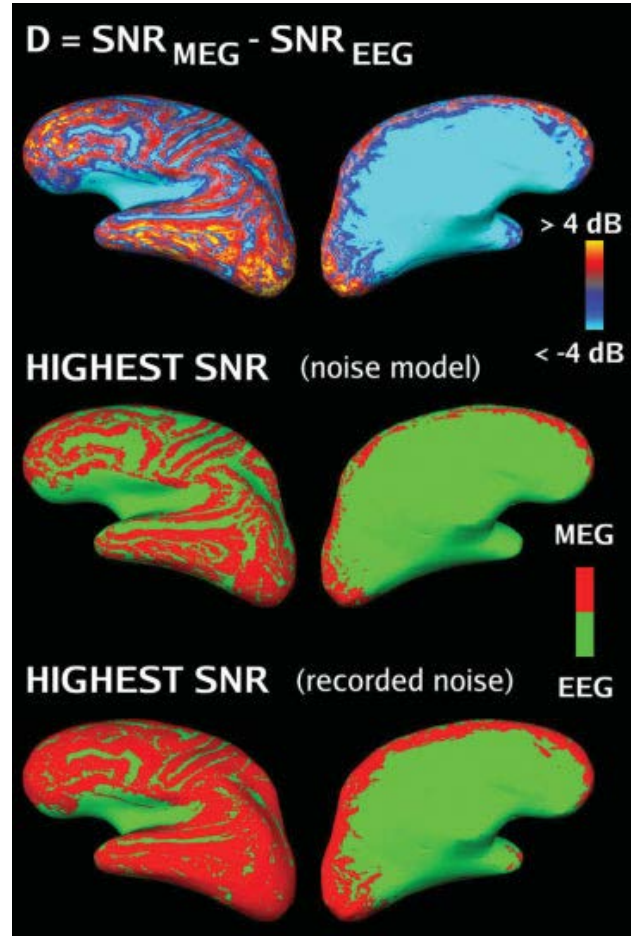 D = SNR MEG - SNR EEG
> 4 dB
< -4 dB
HIGHEST SNR (noise model)
MEG
EEG
HIGHEST SNR (recorded noise)